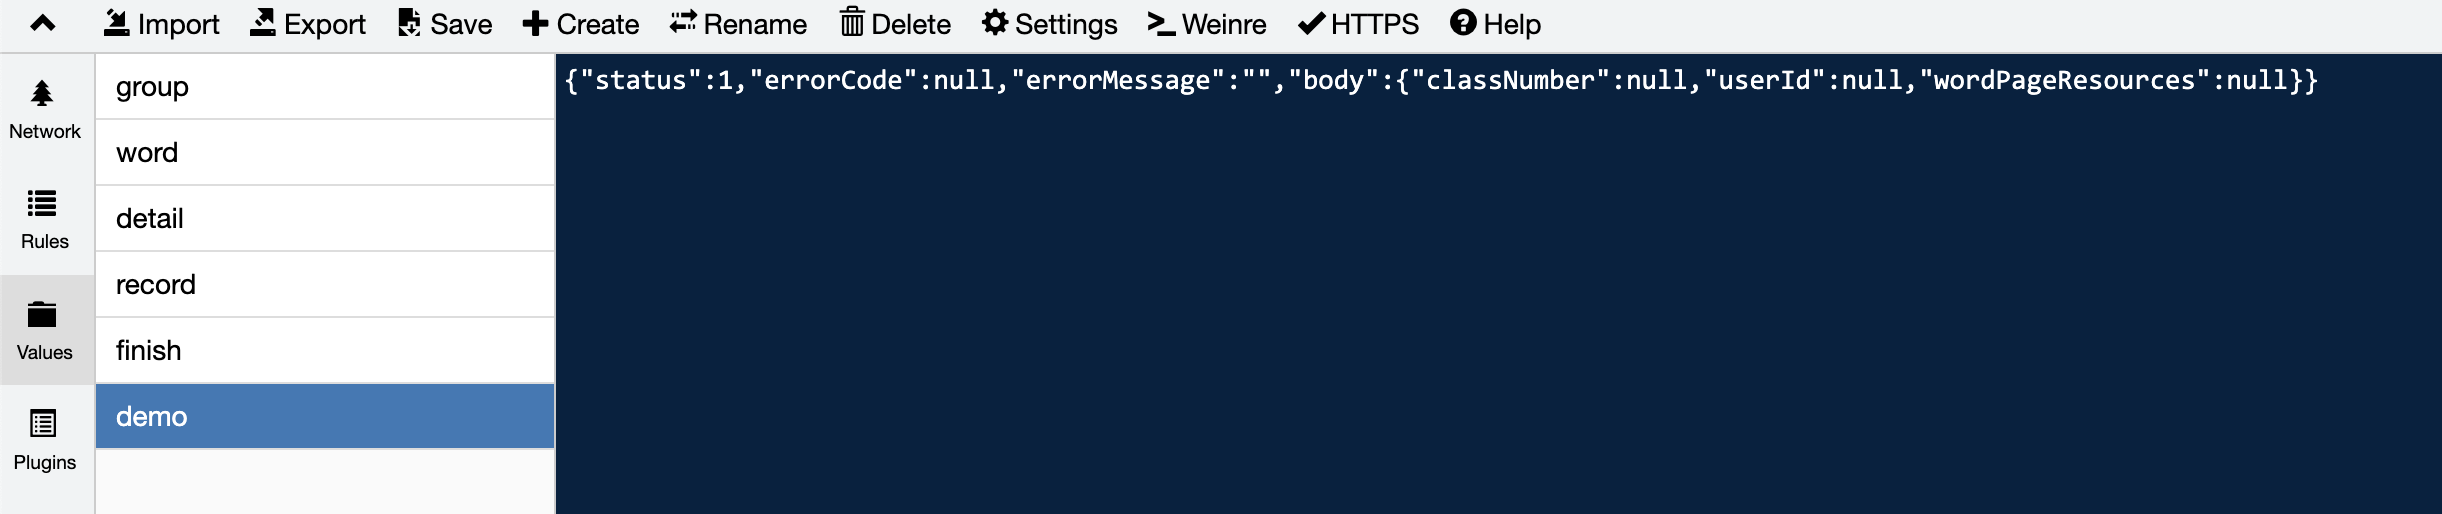 Import Export Save Create Rename Delete Settings Weinre HTTPS Help
Network
Rules
Values
Plugins
group
word
detail
record
finish
demo
{"status":1,"errorCode":null,"errorMessage":"","body":{"classNumber":null,"userId":null,"wordPageResources":null}}